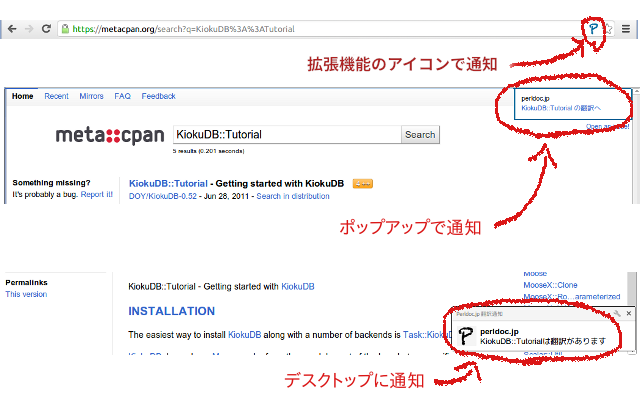 https://metacpan.org/search?q=KiokuDB%3A%3ATutorial
拡張機能のアイコンで通知
Home Recent Mirrors FAQ Feedback
perldoc.jp
KiokuDB::Tutorial の翻訳へ
meta::cpan KiokuDB::Tutorial Search
5 results (0.201 seconds)
Something missing?
It's probably a bug. Report it!
KiokuDB::Tutorial - Getting started with KiokuDB
DOY/KiokuDB-0.52 - Jun 28, 2011 - Search in distribution
ポップアップで通知
Permalinks
This version
KiokuDB::Tutorial - Getting started with KiokuDB
INSTALLATION
The easiest way to install KiokuDB along with a number of backends is Task::Kioku
Moose
MooseX::Clone
MooseX::Ro...arameterized
Perldoc.jp 翻訳通知
perldoc.jp
KiokuDB::Tutorialは翻訳があります
デスクトップに通知